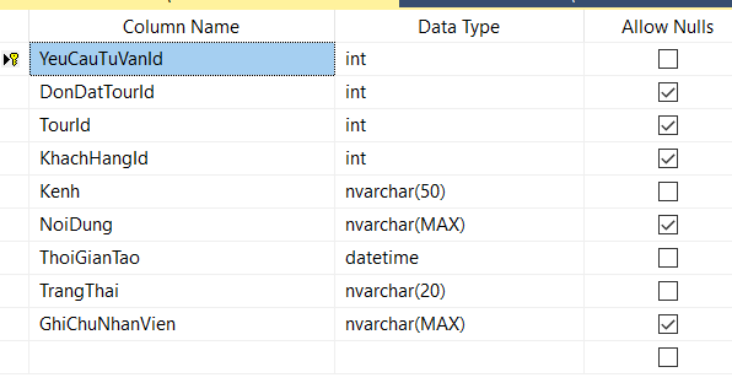 Column Name Data Type Allow Nulls
YeuCauTuVanId int
DonDatTourId int
TourId int
KhachHangId int
Kenh nvarchar(50)
NoiDung nvarchar(MAX)
ThoiGianTao datetime
TrangThai nvarchar(20)
GhiChuNhanVien nvarchar(MAX)